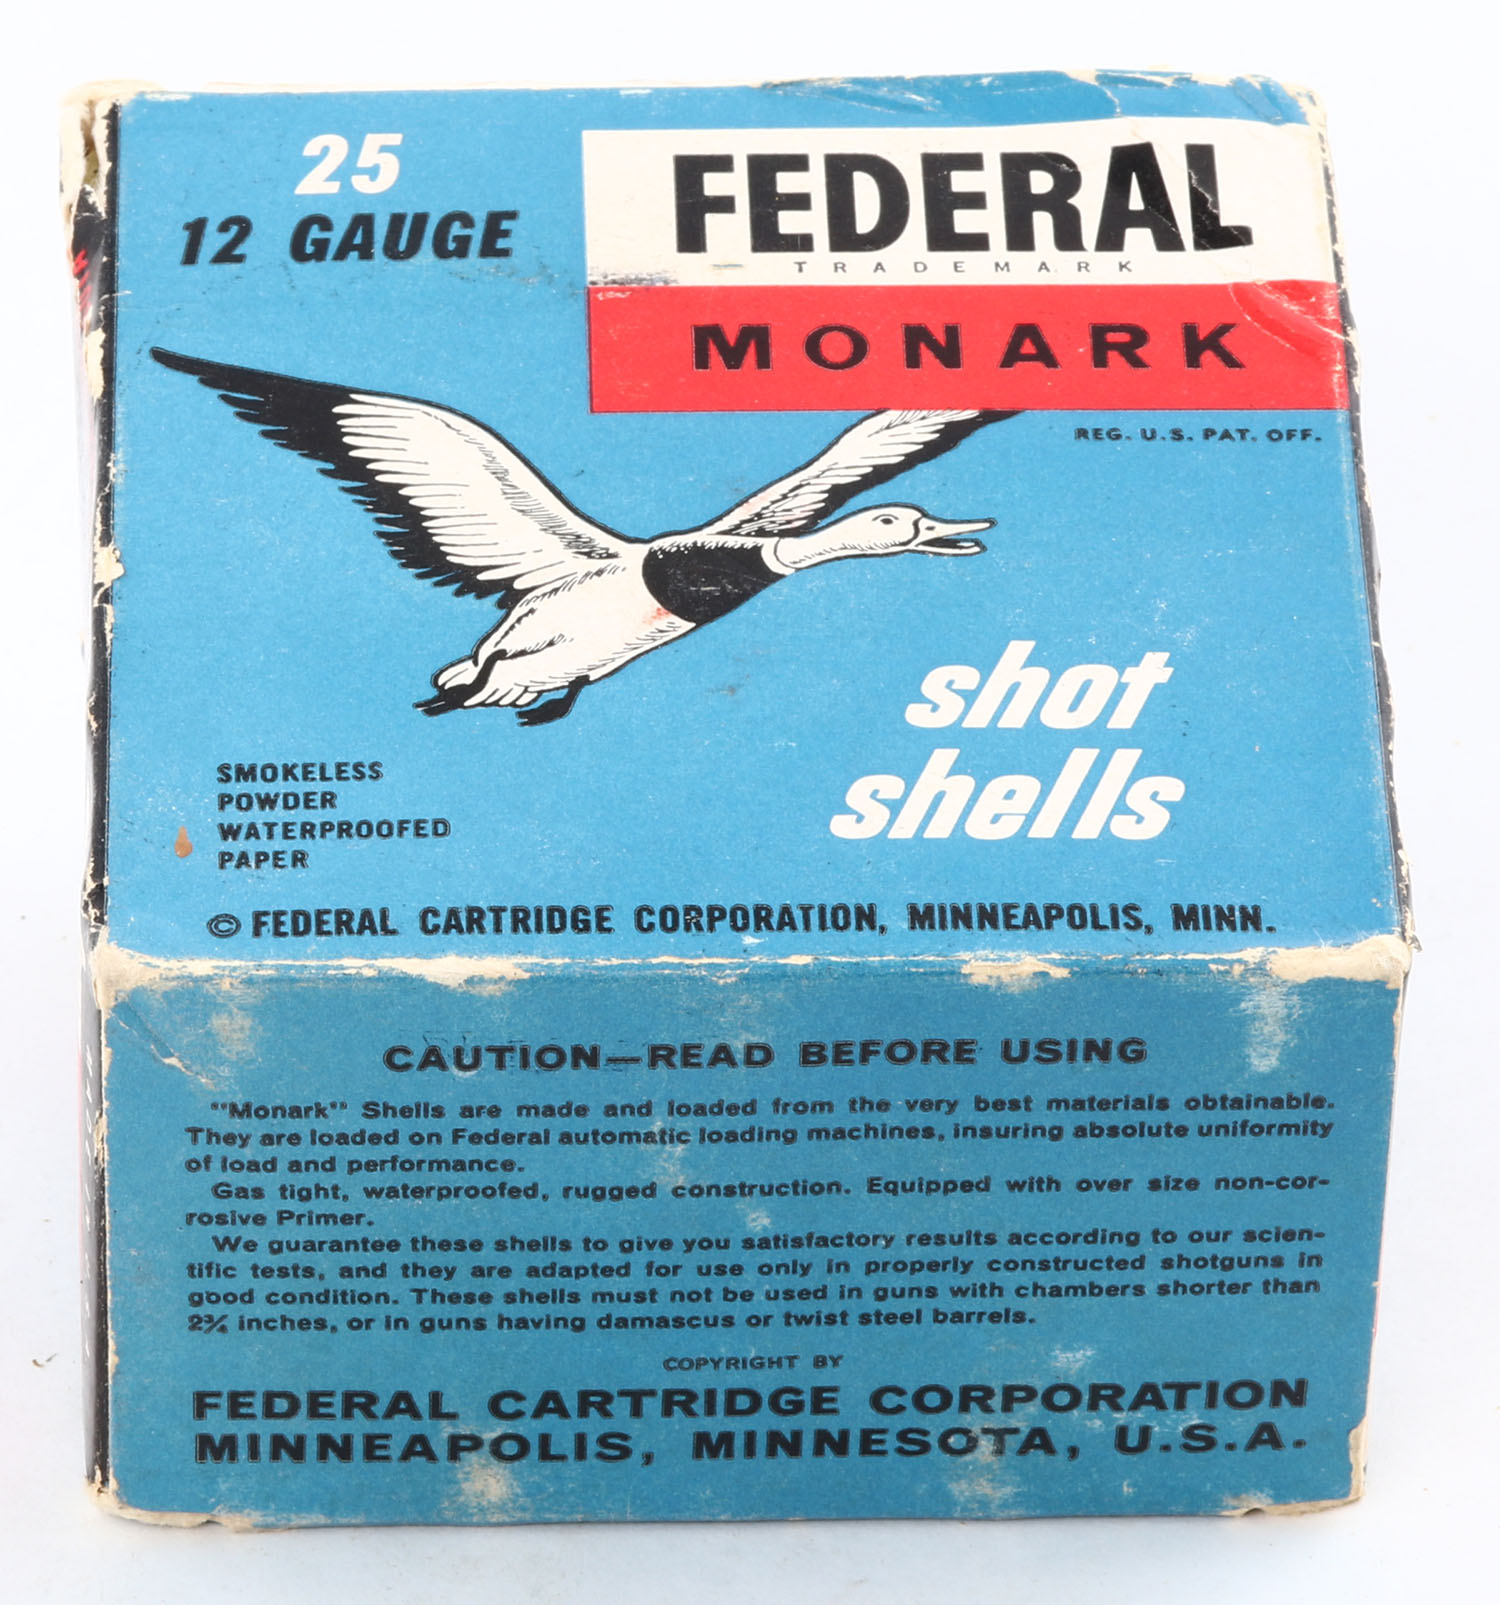 25
12 GAUGE
FEDERAL
TRADEMARK
MONARK
REG. U.S. PAT. OFF.
shot
shells
SMOKELESS
POWDER
WATERPROOFED
PAPER
© FEDERAL CARTRIDGE CORPORATION, MINNEAPOLIS, MINN.
CAUTION—READ BEFORE USING
"Monark" Shells are made and loaded from the very best materials obtainable.
They are loaded on Federal automatic loading machines, insuring absolute uniformity
of load and performance.
Gas tight, waterproofed, rugged construction. Equipped with over size non-cor-
rosive Primer.
We guarantee these shells to give you satisfactory results according to our scien-
tific tests, and they are adapted for use only in properly constructed shotguns in
good condition. These shells must not be used in guns with chambers shorter than
2¾ inches, or in guns having damascus or twist steel barrels.
COPYRIGHT BY
FEDERAL CARTRIDGE CORPORATION
MINNEAPOLIS, MINNESOTA, U.S.A.